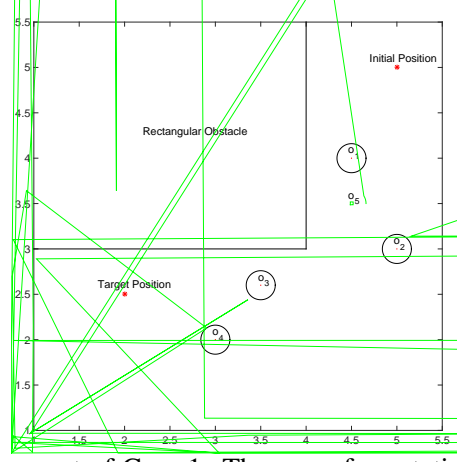 5.5
Initial Position
5
4.5
Rectangular Obstacle
o1
4
o5
3.5
o2
3
Target Position
o3
2.5
o4
2
1.5
1
1.5 2 2.5 3 3.5 4 4.5 5